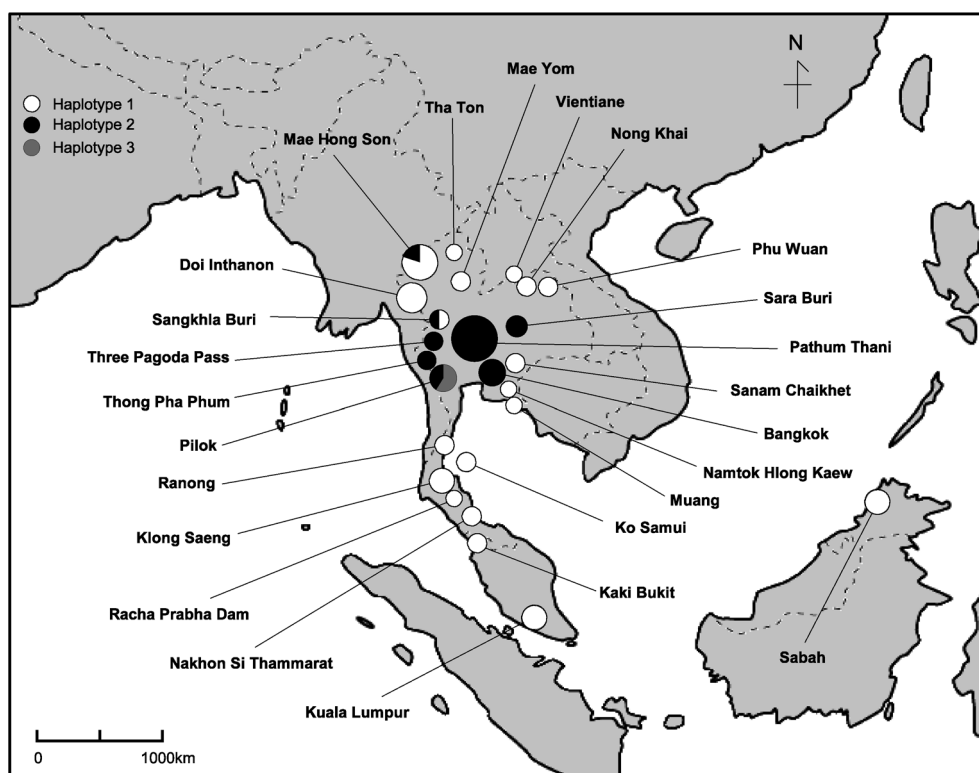 N
Haplotype 1
Haplotype 2
Haplotype 3
Mae Yom
Tha Ton
Vientiane
Mae Hong Son
Nong Khai
Doi Inthanon
Phu Wuan
Sangkhla Buri
Sara Buri
Three Pagoda Pass
Pathum Thani
Thong Pha Phum
Sanam Chaikhet
Pilok
Bangkok
Ranong
Namtok Hlong Kaew
Muang
Klong Saeng
Ko Samui
Racha Prabha Dam
Kaki Bukit
Nakhon Si Thammarat
Sabah
Kuala Lumpur
0 1000km